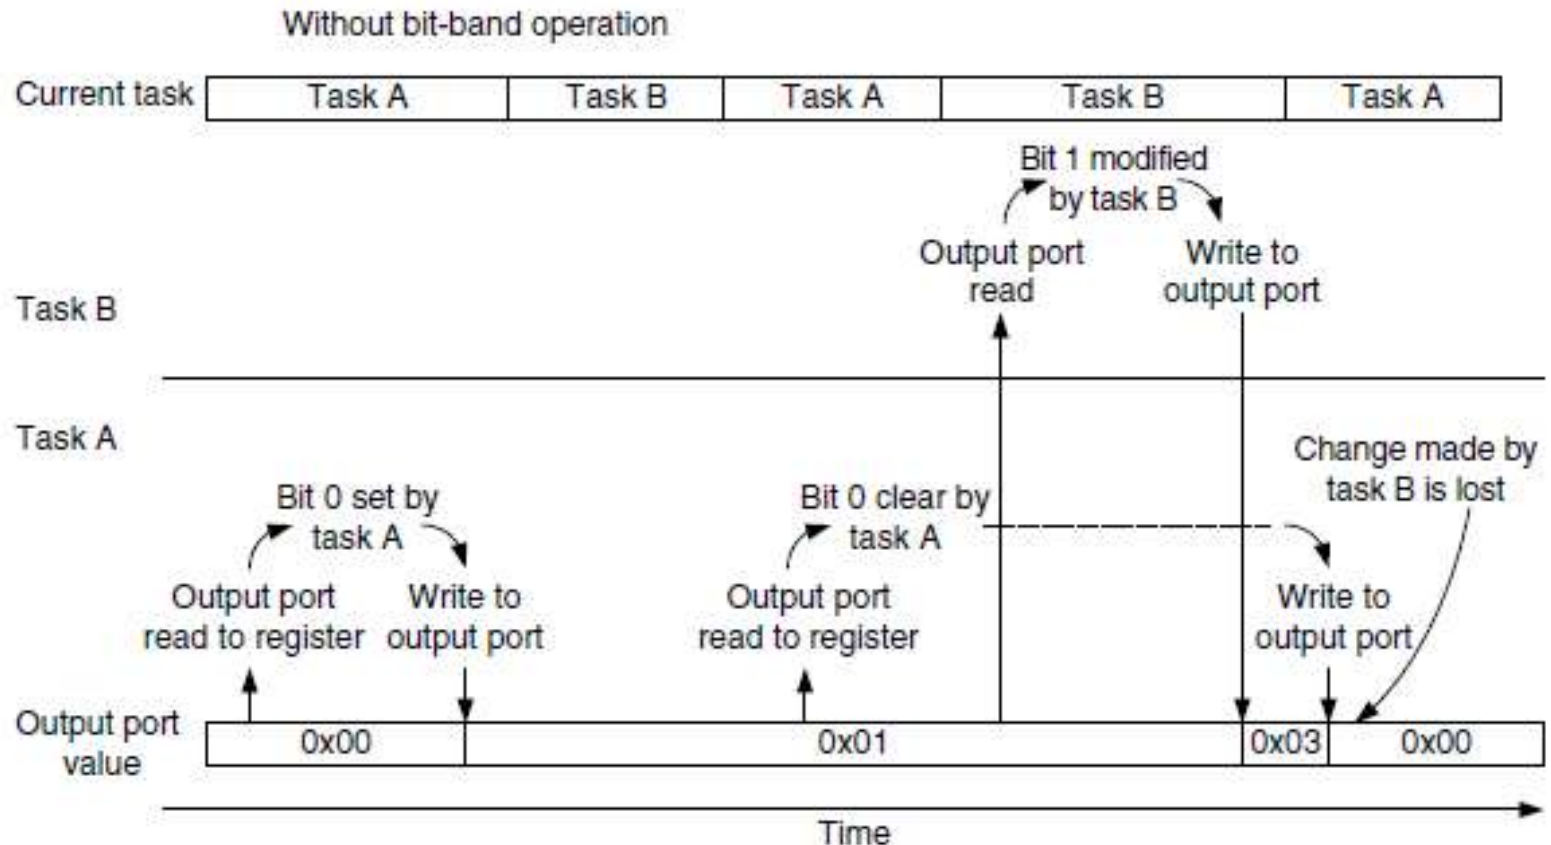 Without bit-band operation
Current task
Task A
Task B
Task A
Task B
Task A
Bit 1 modified
by task B
Output port
read
Write to
output port
Task B
Task A
Change made by
task B is lost
Bit 0 set by
task A
Bit 0 clear by
task A
Output port
read to register
Write to
output port
Output port
read to register
Write to
output port
Output port
value
0x00
0x01
0x03
0x00
Time